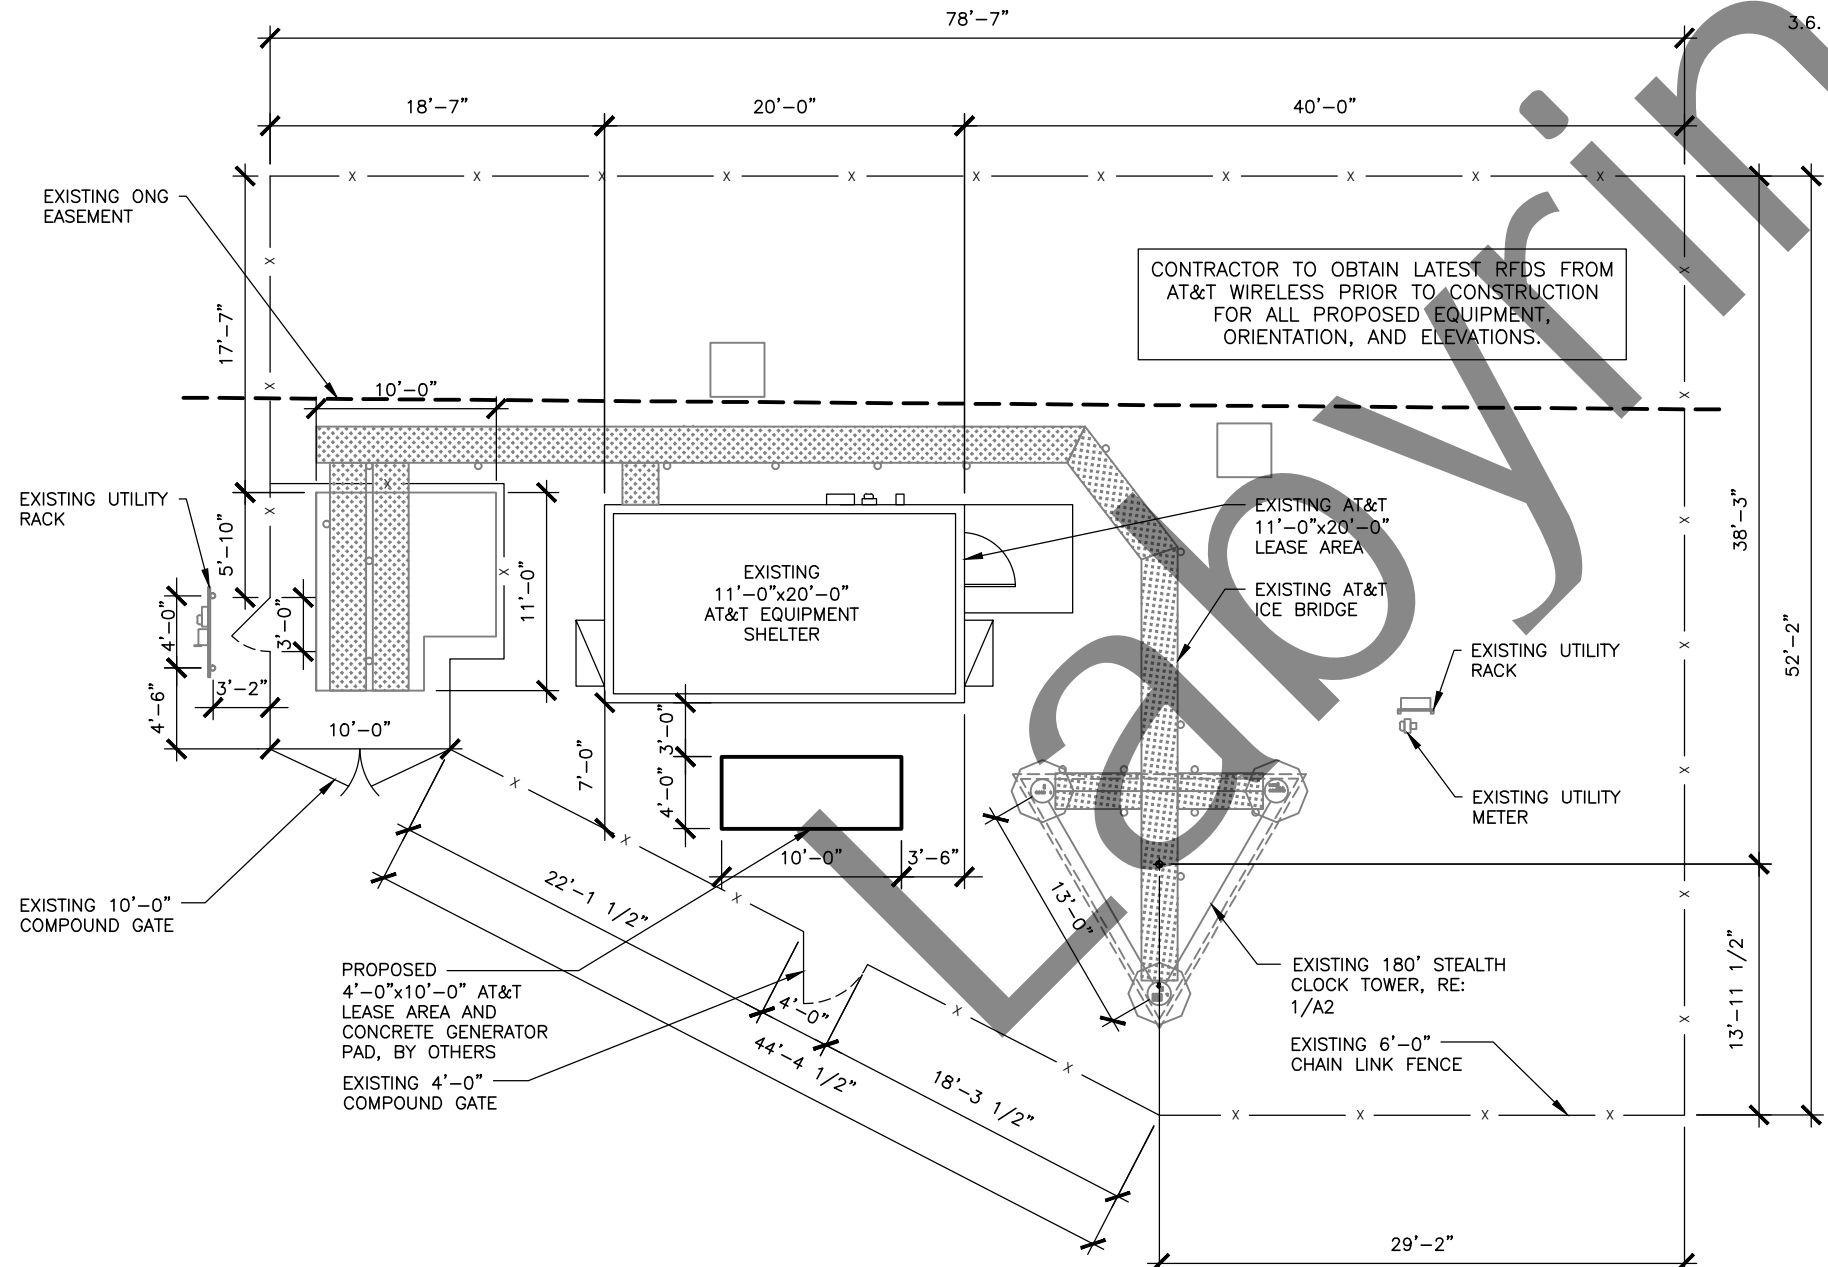 78'-7"
3.6.
18'-7"
20'-0"
40'-0"
EXISTING ONG
EASEMENT
CONTRACTOR TO OBTAIN LATEST RFDS FROM
AT&T WIRELESS PRIOR TO CONSTRUCTION
FOR ALL PROPOSED EQUIPMENT,
ORIENTATION, AND ELEVATIONS.
17'-7"
10'-0"
EXISTING UTILITY
RACK
5'-10"
4'-0"
3'-0"
11'-0"
4'-6"
3'-2"
10'-0"
EXISTING
11'-0"x20'-0"
AT&T EQUIPMENT
SHELTER
EXISTING AT&T
11'-0"x20'-0"
LEASE AREA
EXISTING AT&T
ICE BRIDGE
38'-3"
52'-2"
EXISTING UTILITY
RACK
EXISTING UTILITY
METER
7'-0"
3'-0"
4'-0"
10'-0"
3'-6"
13'-0"
EXISTING 10'-0"
COMPOUND GATE
22'-1 1/2"
4'-0"
44'-4 1/2"
18'-3 1/2"
PROPOSED
4'-0"x10'-0" AT&T
LEASE AREA AND
CONCRETE GENERATOR
PAD, BY OTHERS
EXISTING 4'-0"
COMPOUND GATE
EXISTING 180' STEALTH
CLOCK TOWER, RE:
1/A2
EXISTING 6'-0"
CHAIN LINK FENCE
13'-11 1/2"
29'-2"
Labyrin